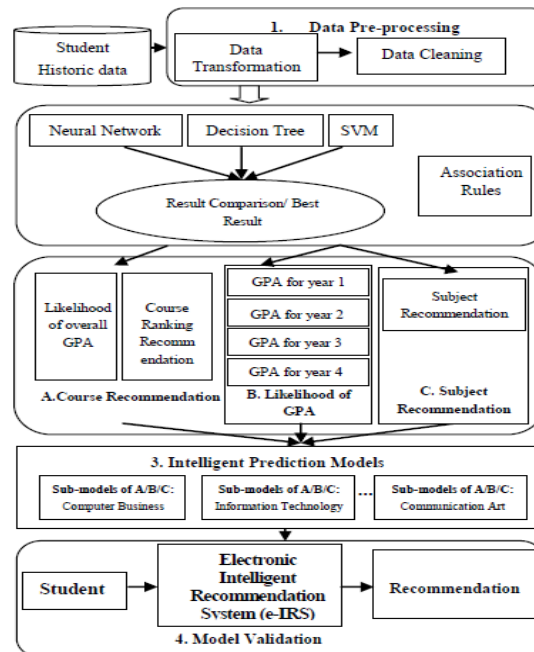 1. Data Pre-processing
Student
Historic data
Data
Transformation
Data Cleaning
Neural Network
Decision Tree
SVM
Association
Rules
Result Comparison/ Best
Result
Likelihood
of overall
GPA
Course
Ranking
Recomm
endation
A.Course Recommendation
GPA for year 1
GPA for year 2
GPA for year 3
GPA for year 4
B. Likelihood of
GPA
Subject
Recommendation
C. Subject
Recommendation
3. Intelligent Prediction Models
Sub-models of A/B/C:
Computer Business
Sub-models of A/B/C:
Information Technology
...
Sub-models of A/B/C:
Communication Art
Student
Electronic
Intelligent
Recommendation
System (e-IRS)
Recommendation
4. Model Validation